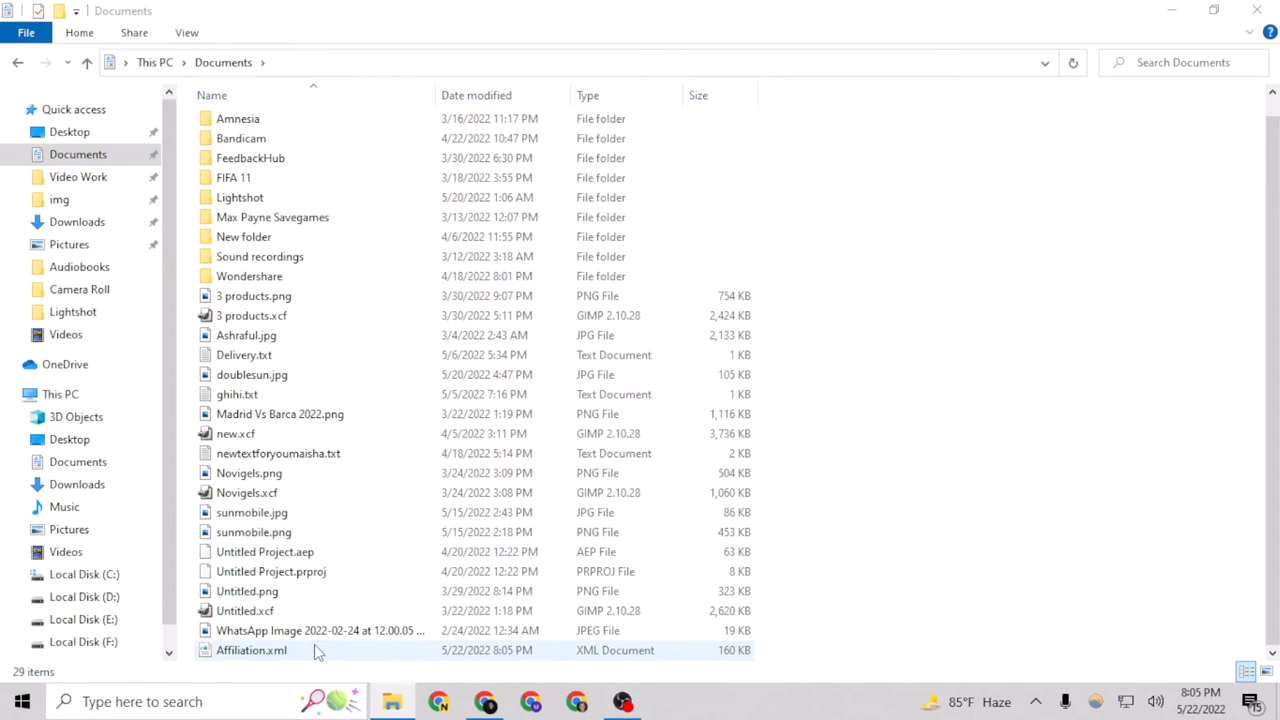 Documents
File Home Share View
This PC Documents Search Documents
Name Date modified Type Size
Quick access
Desktop
Documents
Video Work
img
Downloads
Pictures
Audiobooks
Camera Roll
Lightshot
Videos
OneDrive
This PC
3D Objects
Desktop
Documents
Downloads
Music
Pictures
Videos
Local Disk (C:)
Local Disk (D:)
Local Disk (E:)
Local Disk (F:)
Amnesia 3/16/2022 11:17 PM File folder
Bandicam 4/22/2022 10:47 PM File folder
FeedbackHub 3/30/2022 6:30 PM File folder
FIFA 11 3/18/2022 3:55 PM File folder
Lightshot 5/20/2022 1:06 AM File folder
Max Payne Savegames 3/13/2022 12:07 PM File folder
New folder 4/6/2022 11:55 PM File folder
Sound recordings 3/12/2022 3:18 AM File folder
Wondershare 4/18/2022 8:01 PM File folder
3 products.png 3/30/2022 9:07 PM PNG File 754 KB
3 products.xcf 3/30/2022 5:11 PM GIMP 2.10.28 2,424 KB
Ashraful.jpg 3/4/2022 2:43 AM JPG File 2,133 KB
Delivery.txt 5/6/2022 5:34 PM Text Document 1 KB
doublesun.jpg 5/20/2022 4:47 PM JPG File 105 KB
ghihi.txt 5/5/2022 7:16 PM Text Document 1 KB
Madrid Vs Barca 2022.png 3/22/2022 1:19 PM PNG File 1,116 KB
new.xcf 4/5/2022 3:11 PM GIMP 2.10.28 3,736 KB
newtextforyoumaisha.txt 4/18/2022 5:14 PM Text Document 2 KB
Novigels.png 3/24/2022 3:09 PM PNG File 504 KB
Novigels.xcf 3/24/2022 3:08 PM GIMP 2.10.28 1,060 KB
sunmobile.jpg 5/15/2022 2:43 PM JPG File 86 KB
sunmobile.png 5/15/2022 2:18 PM PNG File 453 KB
Untitled Project.aep 4/20/2022 12:22 PM AEP File 63 KB
Untitled Project.prproj 4/20/2022 12:22 PM PRPROJ File 8 KB
Untitled.png 3/29/2022 8:14 PM PNG File 323 KB
Untitled.xcf 3/22/2022 1:18 PM GIMP 2.10.28 2,620 KB
WhatsApp Image 2022-02-24 at 12.00.05 ... 2/24/2022 12:34 AM JPEG File 19 KB
Affiliation.xml 5/22/2022 8:05 PM XML Document 160 KB
29 items
Type here to search 85°F Haze 8:05 PM
5/22/2022 15